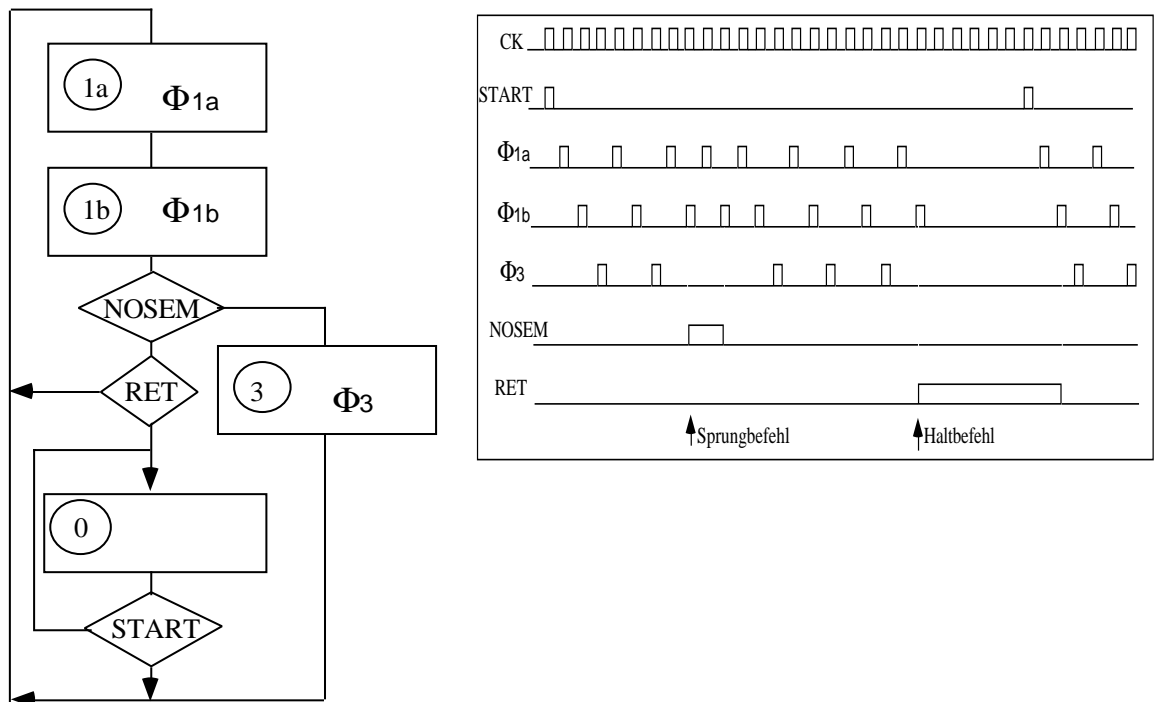 1a Φ1a
1b Φ1b
NOSEM
RET
3 Φ3
0
START
CK
START
Φ1a
Φ1b
Φ3
NOSEM
RET
Sprungbefehl Haltbefehl